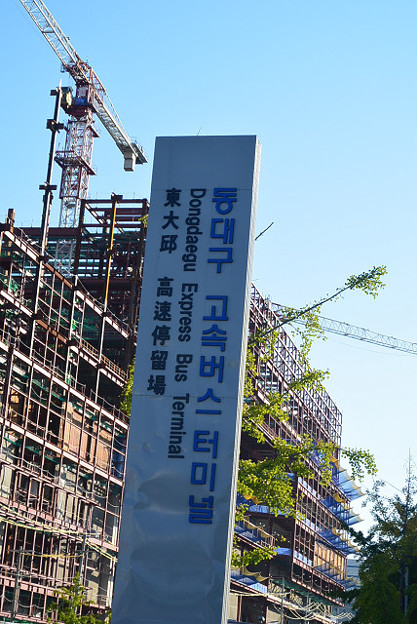 동대구 고속버스터미널
Dongdaegu Express Bus Terminal
東大邱 高速停留場